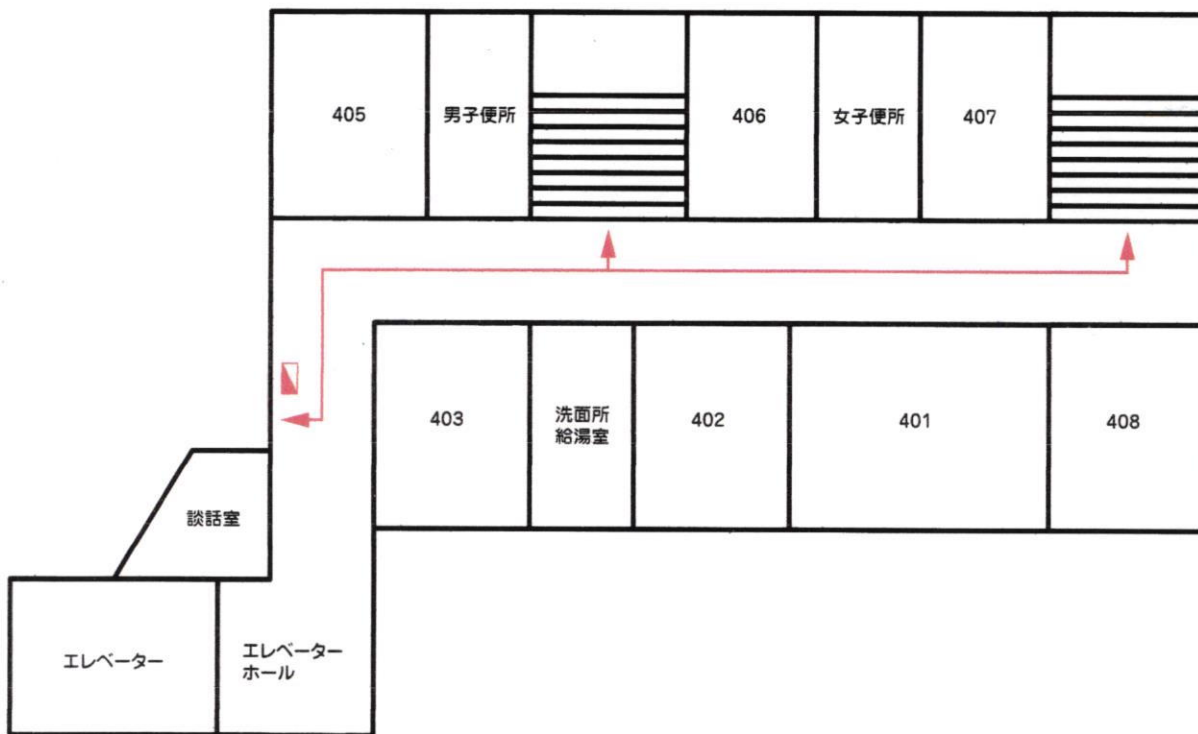 405
男子便所
406
女子便所
407
403
洗面所
給湯室
402
401
408
談話室
エレベーター
エレベーター
ホール